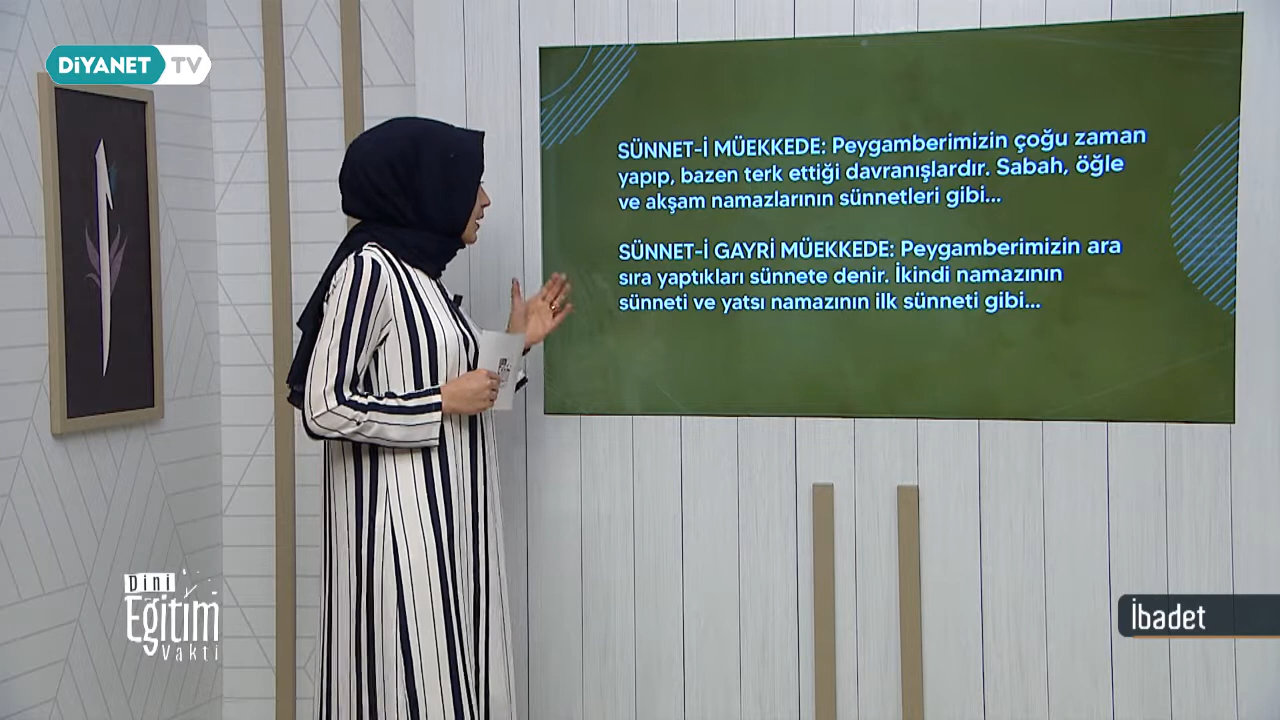 DİYANET TV
SÜNNET-İ MÜEKKEDE: Peygamberimizin çoğu zaman
yapıp, bazen terk ettiği davranışlardır. Sabah, öğle
ve akşam namazlarının sünnetleri gibi...
SÜNNET-İ GAYRİ MÜEKKEDE: Peygamberimizin ara
sıra yaptıkları sünnete denir. İkindi namazının
sünneti ve yatsı namazının ilk sünneti gibi...
Dini
Eğitim
Vakti
İbadet